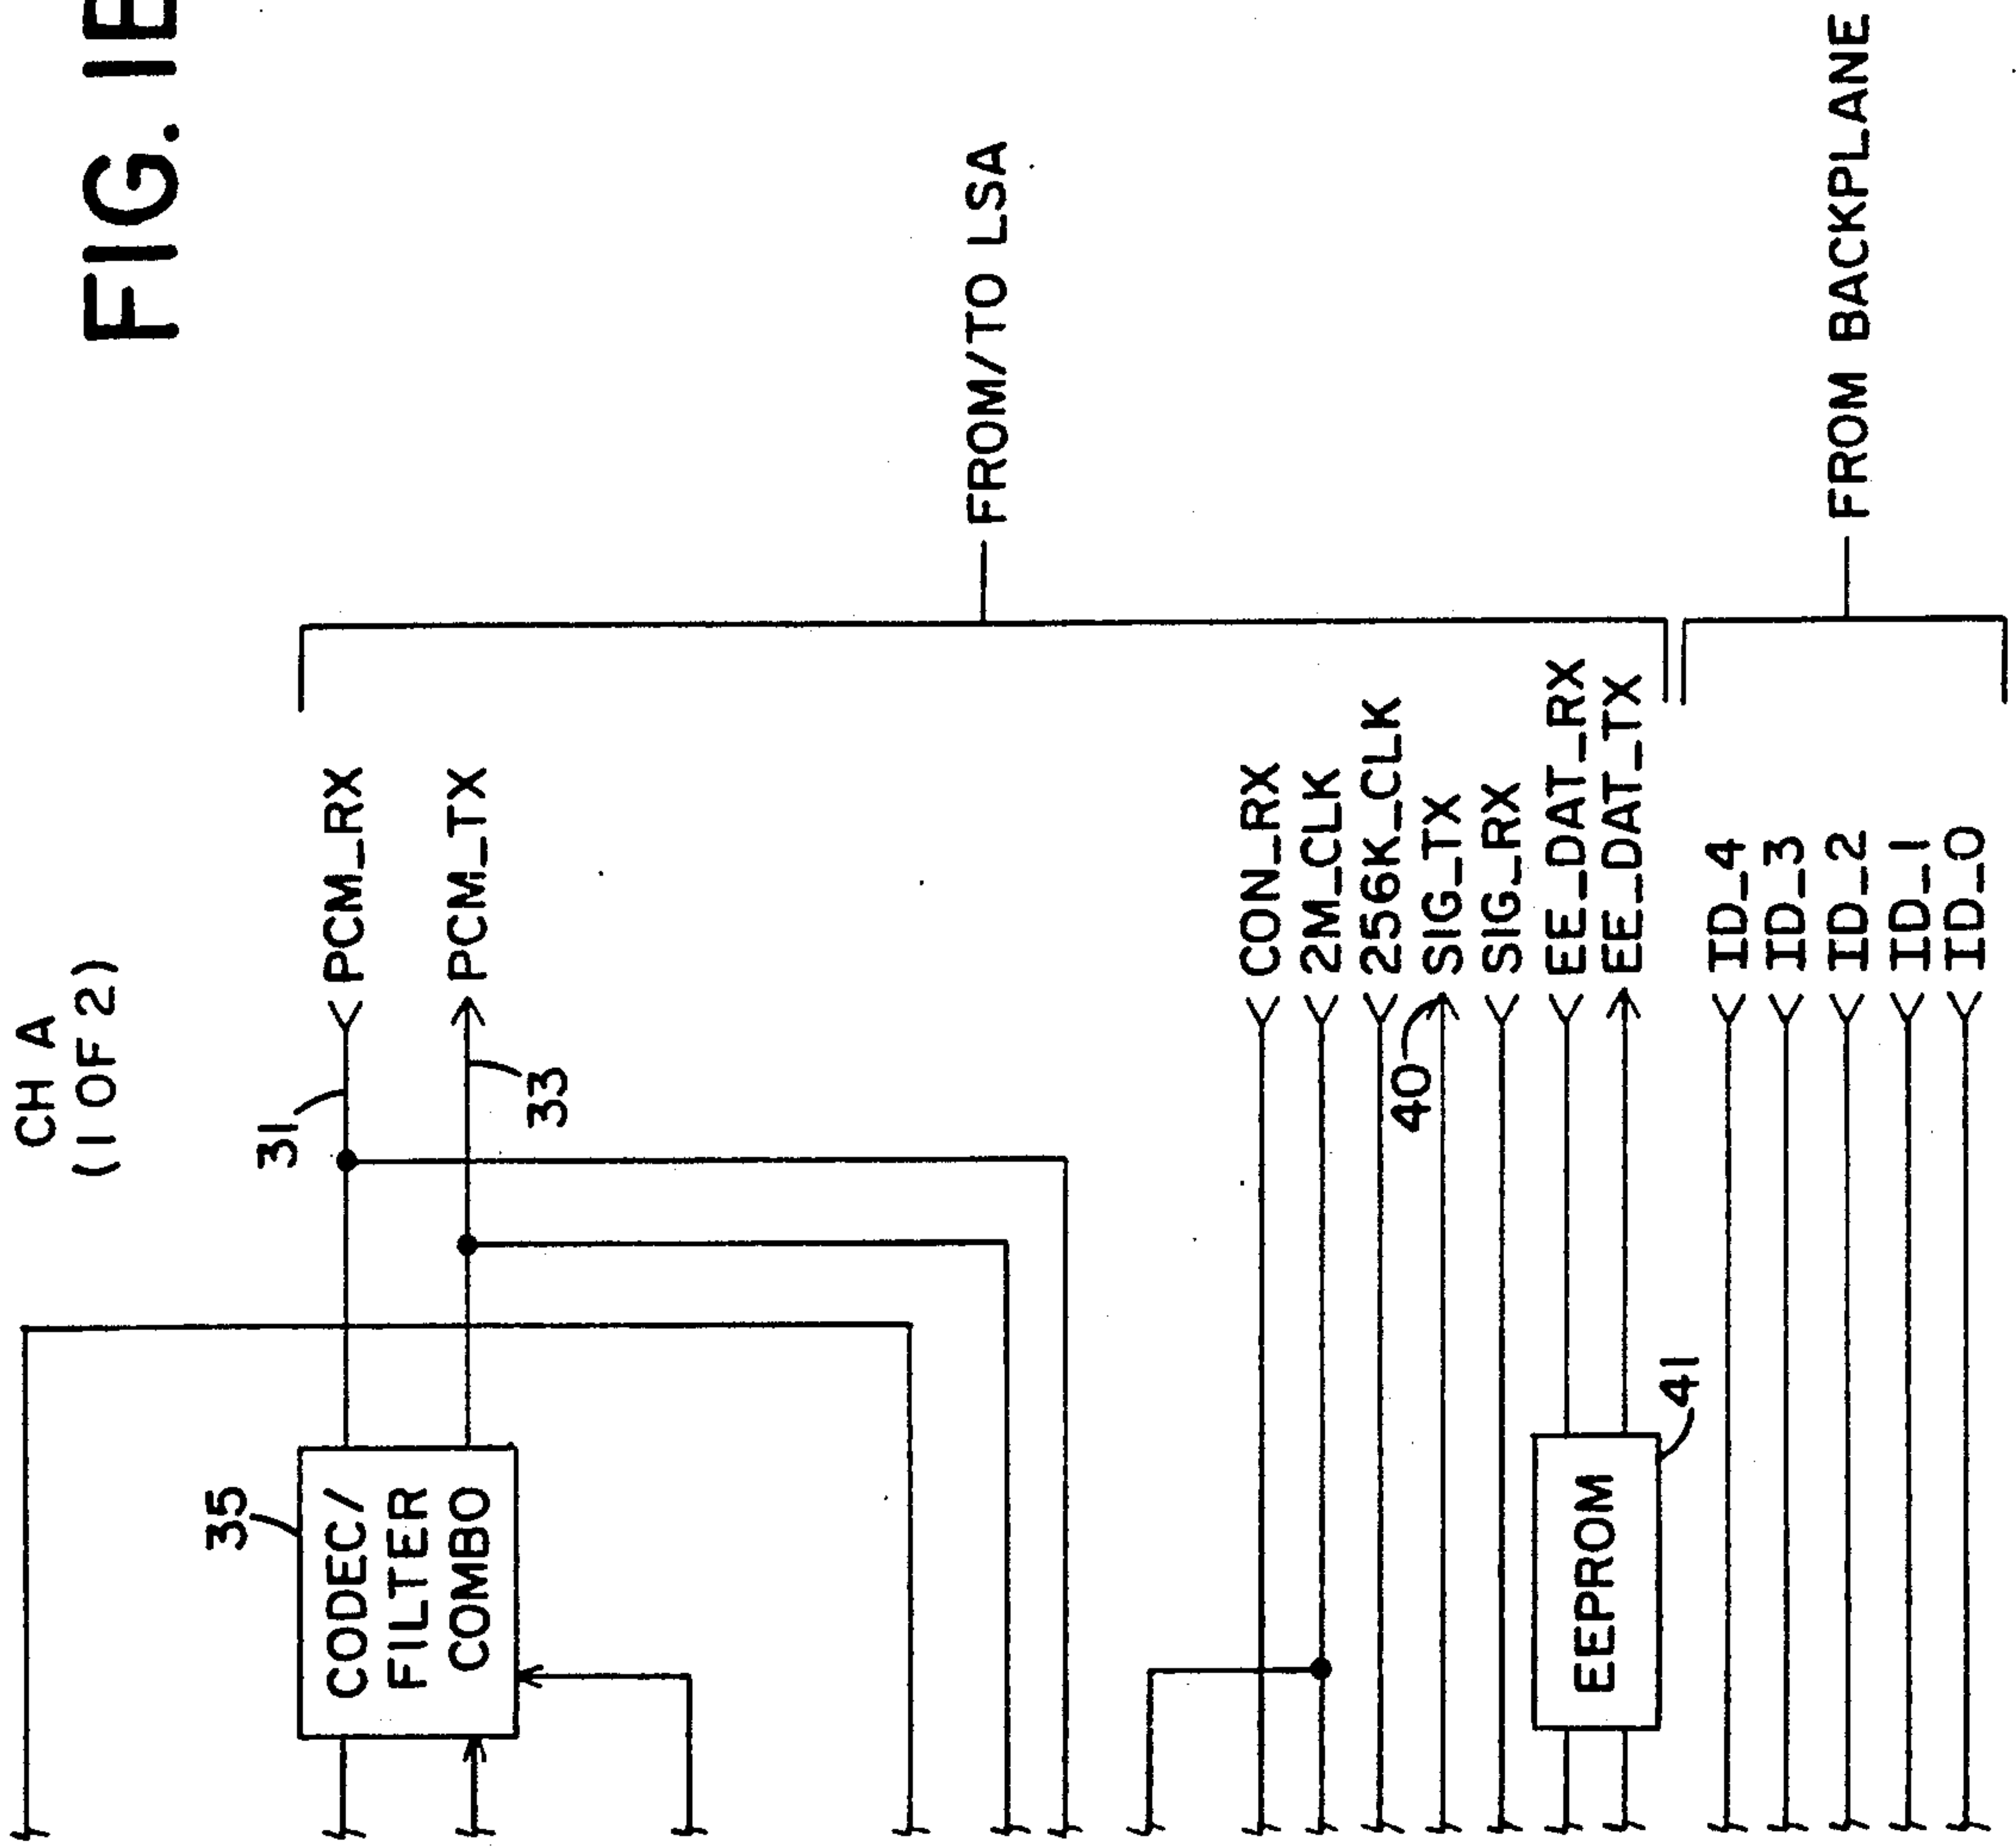 FIG. 1B
CH A
(1 OF 2)
31
PCM_RX
PCM_TX
33
35
CODEC/
FILTER
COMBO
FROM/TO LSA
CON_RX
2M_CLK
256K_CLK
40
SIG_TX
SIG_RX
EE_DAT_RX
EE_DAT_TX
EEPROM
41
ID_4
ID_3
ID_2
ID_1
ID_0
FROM BACKPLANE